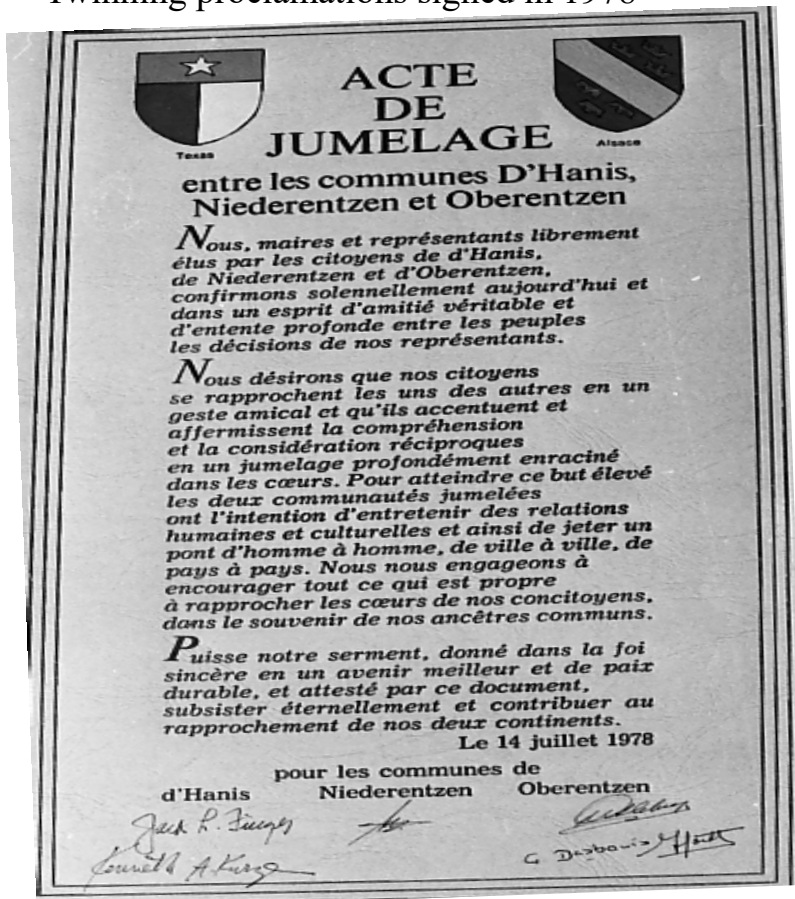 Twinning proclamations signed in 1978
ACTE
DE
JUMELAGE
Texas
Alsace
entre les communes D'Hanis,
Niederentzen et Oberentzen
Nous, maires et représentants librement
élus par les citoyens de d'Hanis,
de Niederentzen et d'Oberentzen,
confirmons solennellement aujourd'hui et
dans un esprit d'amitié véritable et
d'entente profonde entre les peuples
les décisions de nos représentants.
Nous désirons que nos citoyens
se rapprochent les uns des autres en un
geste amical et qu'ils accentuent et
affermissent la compréhension
et la considération réciproques
en un jumelage profondément enraciné
dans les cœurs. Pour atteindre ce but élevé
les deux communautés jumelées
ont l'intention d'entretenir des relations
humaines et culturelles et ainsi de jeter un
pont d'homme à homme, de ville à ville, de
pays à pays. Nous nous engageons à
encourager tout ce qui est propre
à rapprocher les cœurs de nos concitoyens,
dans le souvenir de nos ancêtres communs.
Puisse notre serment, donné dans la foi
sincère en un avenir meilleur et de paix
durable, et attesté par ce document,
subsister éternellement et contribuer au
rapprochement de nos deux continents.
Le 14 juillet 1978
pour les communes de
d'Hanis Niederentzen Oberentzen
Jack R. Finger
Kenneth A.